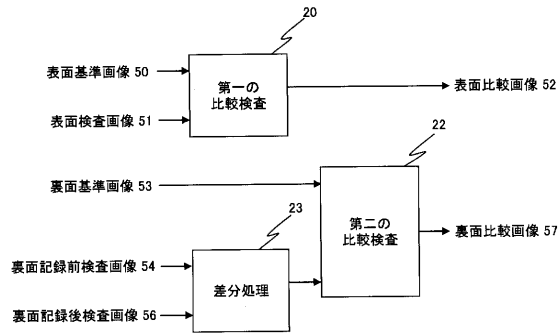 20
表面基準画像 50
第一の
比較検査
表面比較画像 52
表面検査画像 51
22
裏面基準画像 53
23
第二の
比較検査
裏面比較画像 57
裏面記録前検査画像 54
差分処理
裏面記録後検査画像 56